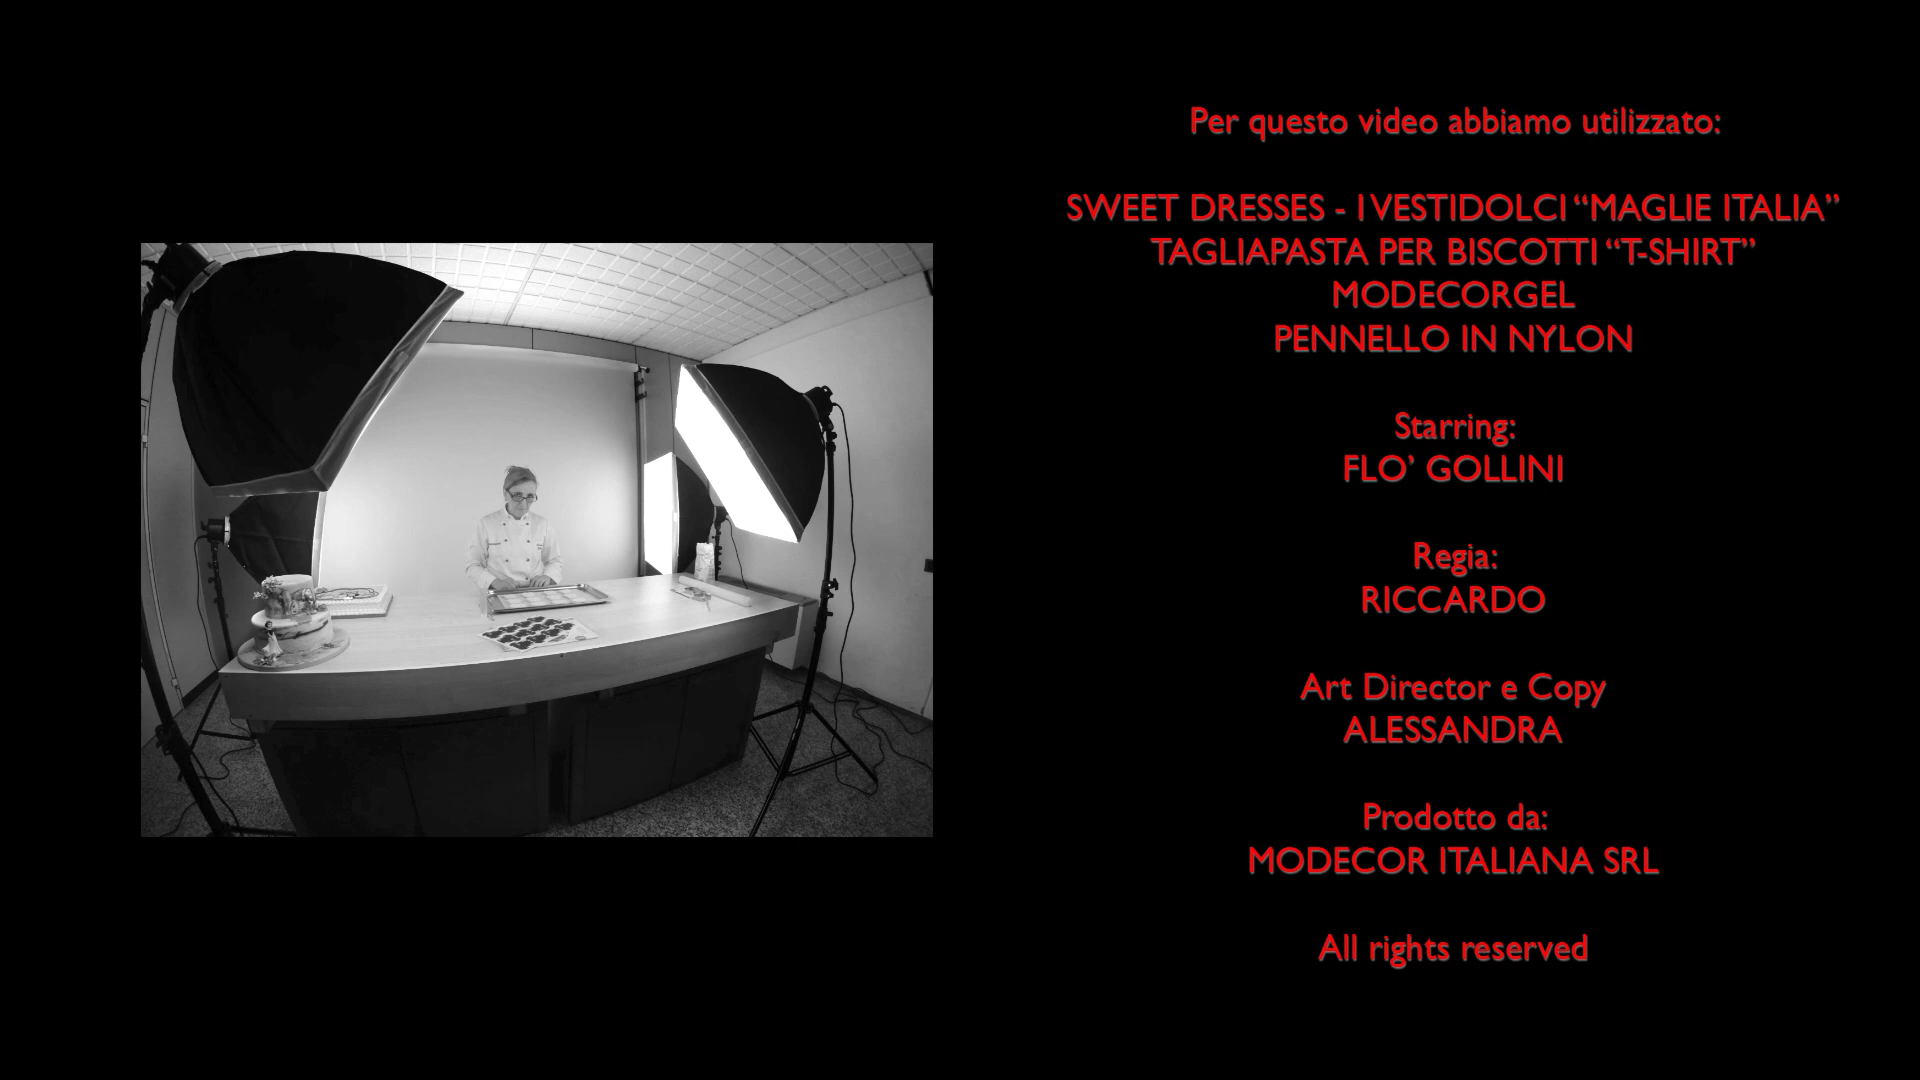 Per questo video abbiamo utilizzato:
SWEET DRESSES - I VESTIDOLCI “MAGLIE ITALIA”
TAGLIAPASTA PER BISCOTTI “T-SHIRT”
MODECORGEL
PENNELLO IN NYLON
Starring:
FLO’ GOLLINI
Regia:
RICCARDO
Art Director e Copy
ALESSANDRA
Prodotto da:
MODECOR ITALIANA SRL
All rights reserved